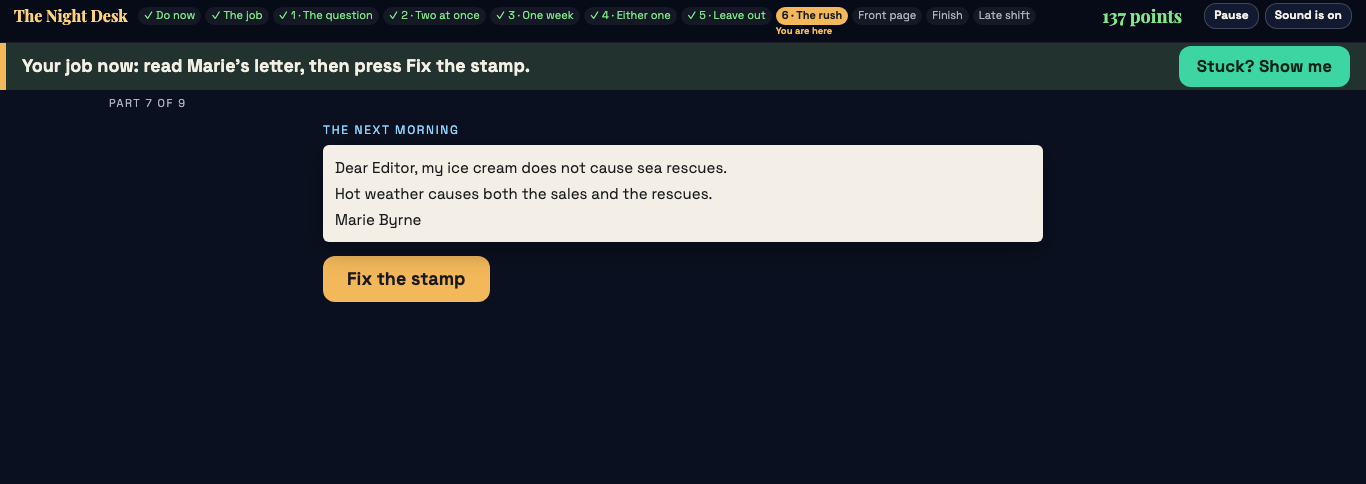 The Night Desk
✓ Do now
✓ The job
✓ 1 · The question
✓ 2 · Two at once
✓ 3 · One week
✓ 4 · Either one
✓ 5 · Leave out
6 · The rush
You are here
Front page
Finish
Late shift
137 points
Pause
Sound is on
Your job now: read Marie's letter, then press Fix the stamp.
Stuck? Show me
PART 7 OF 9
THE NEXT MORNING
Dear Editor, my ice cream does not cause sea rescues.
Hot weather causes both the sales and the rescues.
Marie Byrne
Fix the stamp